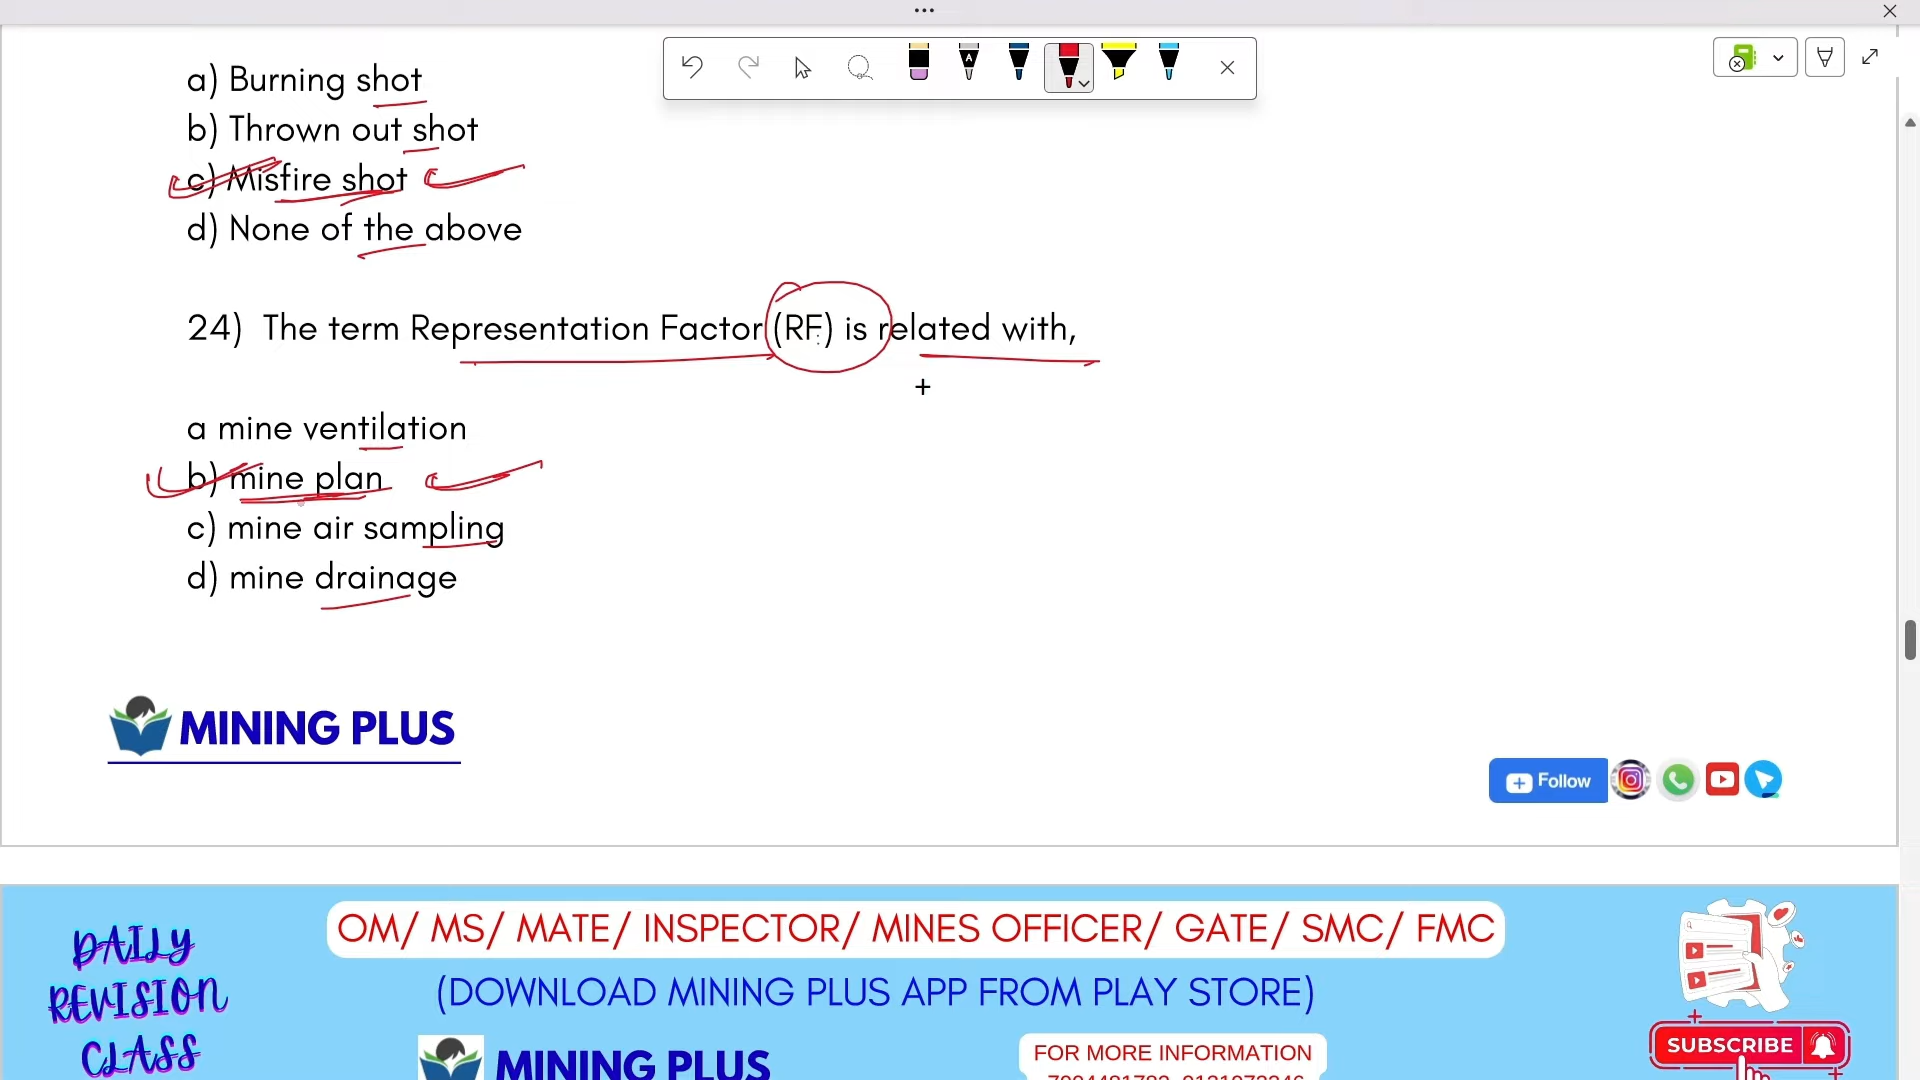 a) Burning shot
b) Thrown out shot
c) Misfire shot
d) None of the above
24) The term Representation Factor (RF) is related with,
a mine ventilation
b) mine plan
c) mine air sampling
d) mine drainage
MINING PLUS
Follow
DAILY
REVISION
CLASS
OM/ MS/ MATE/ INSPECTOR/ MINES OFFICER/ GATE/ SMC/ FMC
(DOWNLOAD MINING PLUS APP FROM PLAY STORE)
MINING PLUS
FOR MORE INFORMATION
SUBSCRIBE